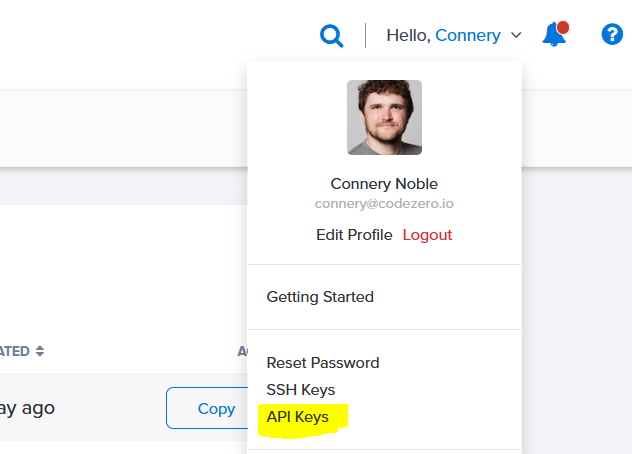 Hello, Connery
?
Connery Noble
connery@codezero.io
Edit Profile Logout
Getting Started
Reset Password
SSH Keys
API Keys
ATED
ay ago
Copy